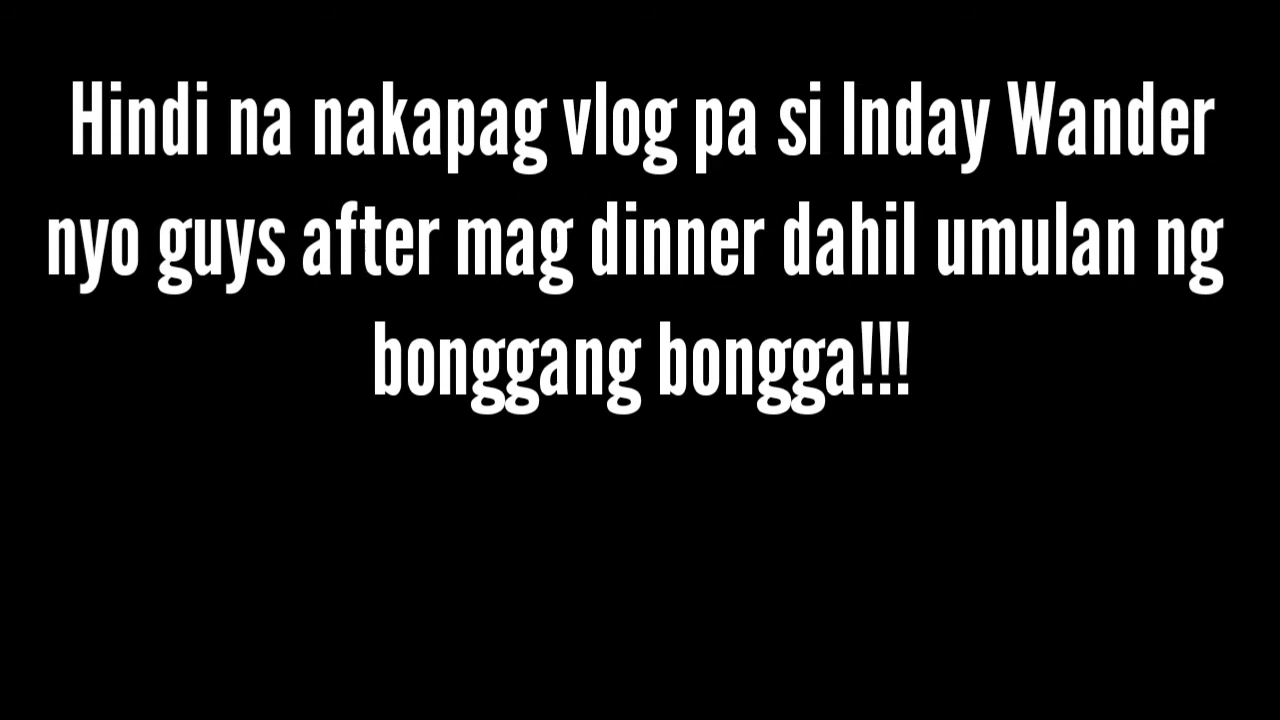 Hindi na nakapag vlog pa si Inday Wander
nyo guys after mag dinner dahil umulan ng
bonggang bongga!!!